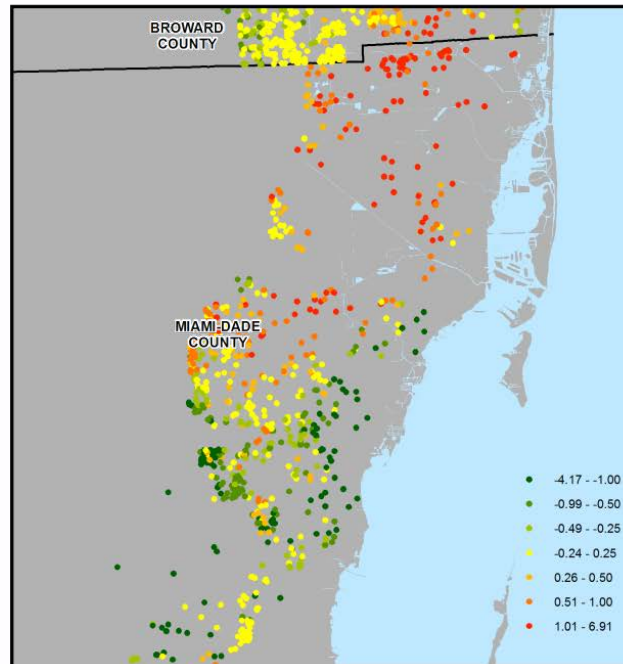 BROWARD
COUNTY
MIAMI-DADE
COUNTY
-4.17 - -1.00
-0.99 - -0.50
-0.49 - -0.25
-0.24 - 0.25
0.26 - 0.50
0.51 - 1.00
1.01 - 6.91